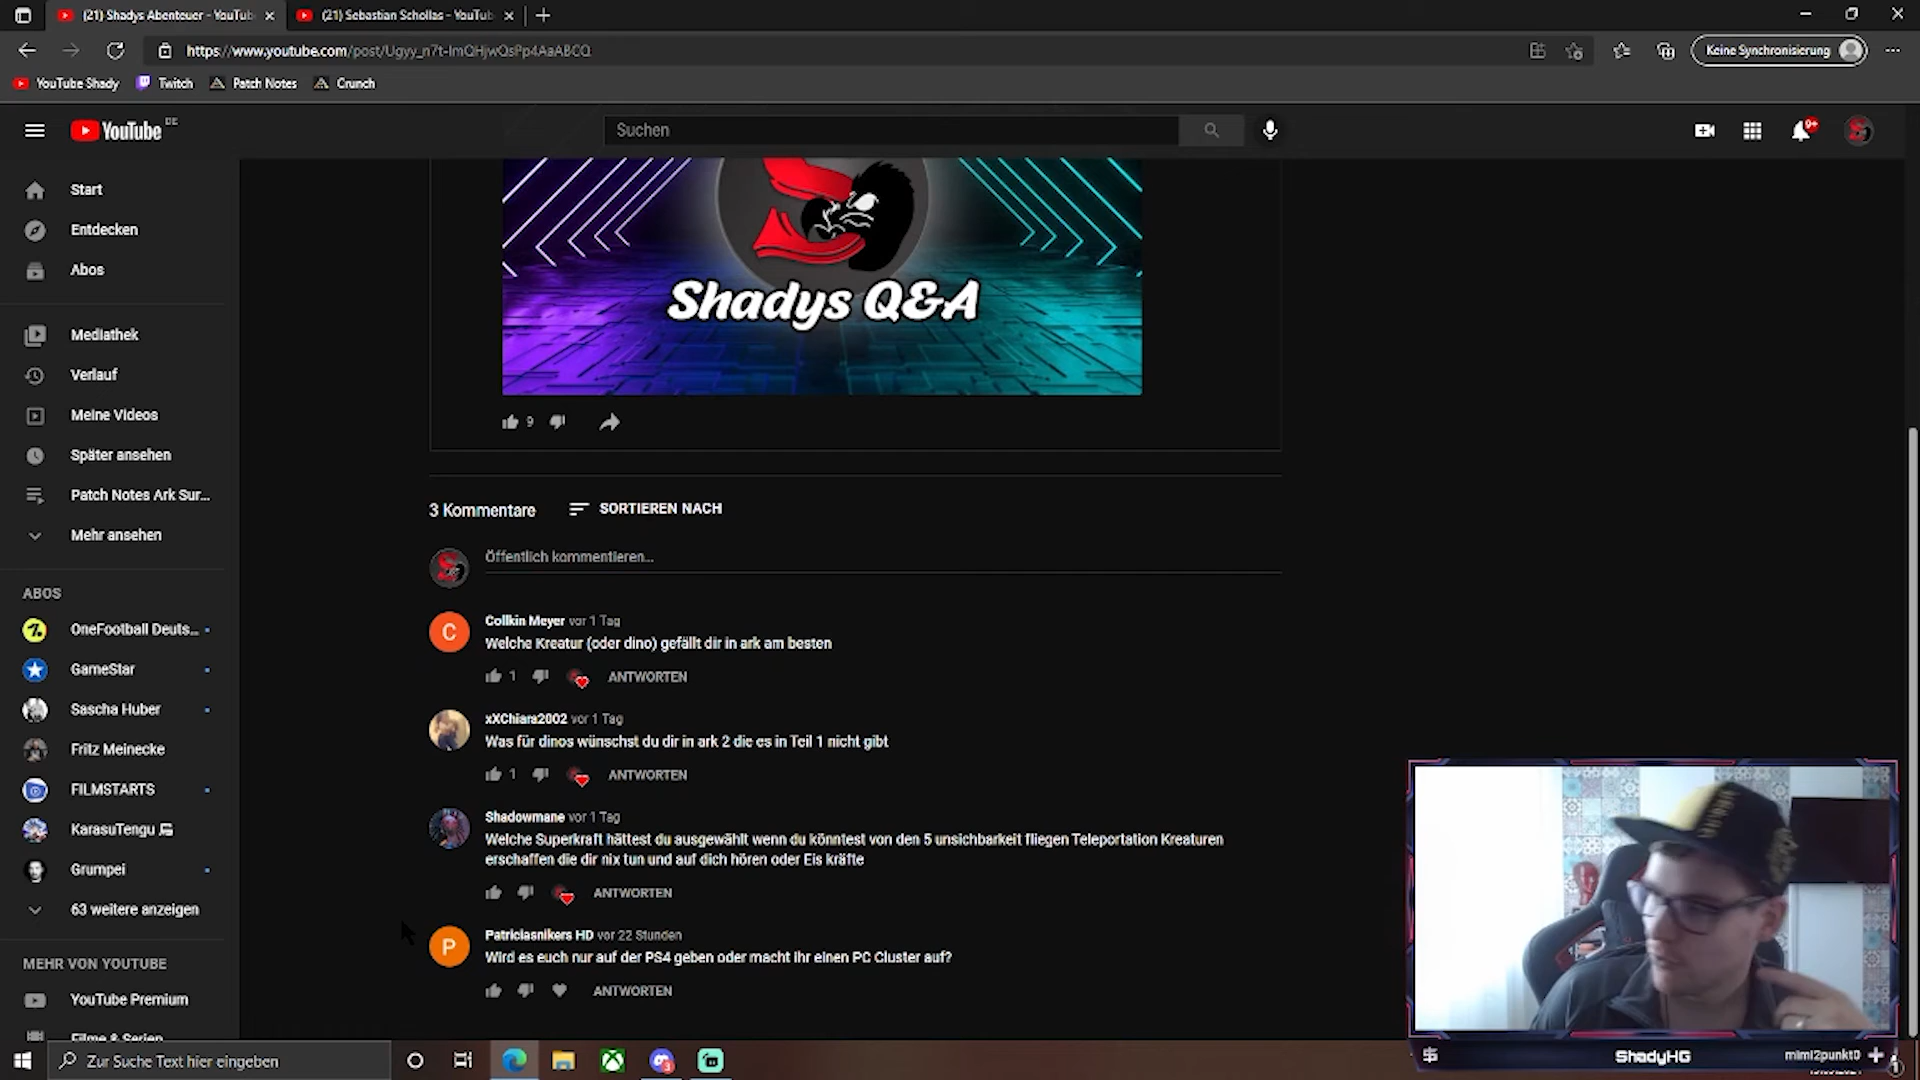 (21) Shadys Abenteuer - YouTub
(21) Sebastian Schollas - YouTub
https://www.youtube.com/post/Ugyy_n7t-ImQHjwQsPp4AaABCQ
Keine Synchronisierung
YouTube Shady
Twitch
Patch Notes
Crunch
YouTube DE
Suchen
9+
Start
Entdecken
Abos
Mediathek
Verlauf
Meine Videos
Später ansehen
Patch Notes Ark Sur...
Mehr ansehen
ABOS
OneFootball Deuts...
GameStar
Sascha Huber
Fritz Meinecke
FILMSTARTS
KarasuTengu
Grumpei
63 weitere anzeigen
MEHR VON YOUTUBE
YouTube Premium
Filme & Serien
Shadys Q&A
9
3 Kommentare
SORTIEREN NACH
Öffentlich kommentieren...
C
Collkin Meyer vor 1 Tag
Welche Kreatur (oder dino) gefällt dir in ark am besten
1
ANTWORTEN
xXChiara2002 vor 1 Tag
Was für dinos wünschst du dir in ark 2 die es in Teil 1 nicht gibt
1
ANTWORTEN
Shadowmane vor 1 Tag
Welche Superkraft hättest du ausgewählt wenn du könntest von den 5 unsichbarkeit fliegen Teleportation Kreaturen
erschaffen die dir nix tun und auf dich hören oder Eis kräfte
ANTWORTEN
P
Patriciasnikers HD vor 22 Stunden
Wird es euch nur auf der PS4 geben oder macht ihr einen PC Cluster auf?
ANTWORTEN
ShadyHG
mimi2punkt0
Zur Suche Text hier eingeben